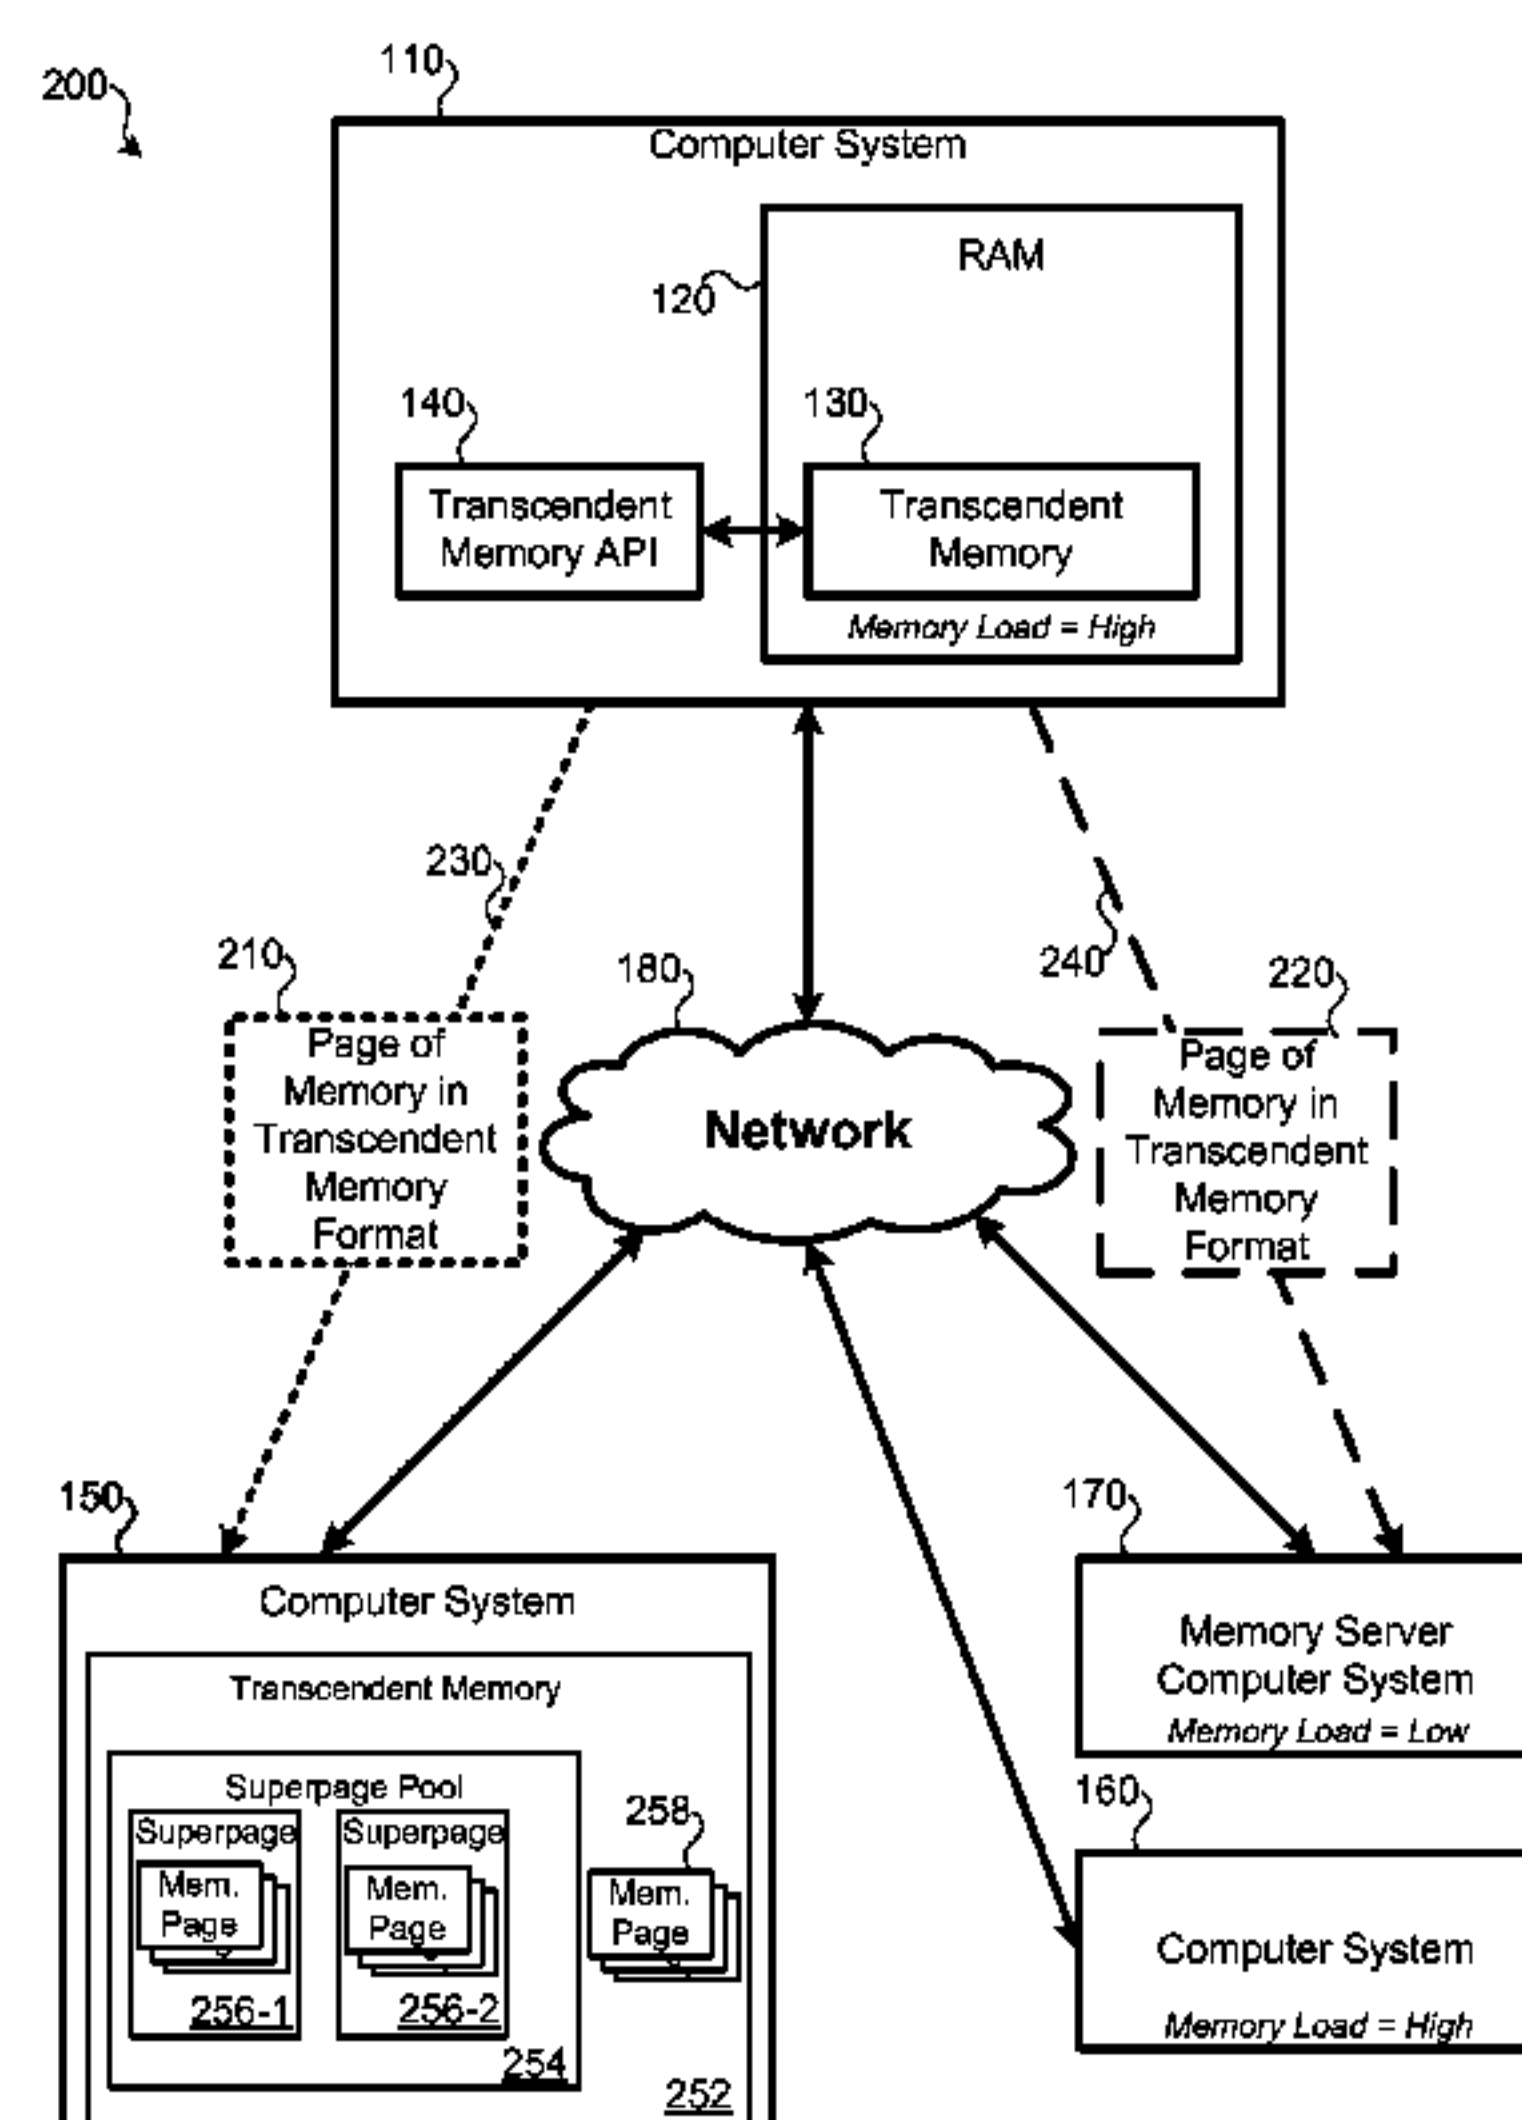 200
110
Computer System
RAM
120
140
130
Transcendent
Memory API
Transcendent
Memory
Memory Load = High
230
240
210
180
220
Page of
Memory in
Transcendent
Memory
Format
Network
Page of
Memory in
Transcendent
Memory
Format
150
170
Computer System
Memory Server
Computer System
Memory Load = Low
Transcendent Memory
Superpage Pool
160
258
Superpage
Superpage
Mem.
Page
Mem.
Page
Mem.
Page
Computer System
256-1
256-2
Memory Load = High
254
252